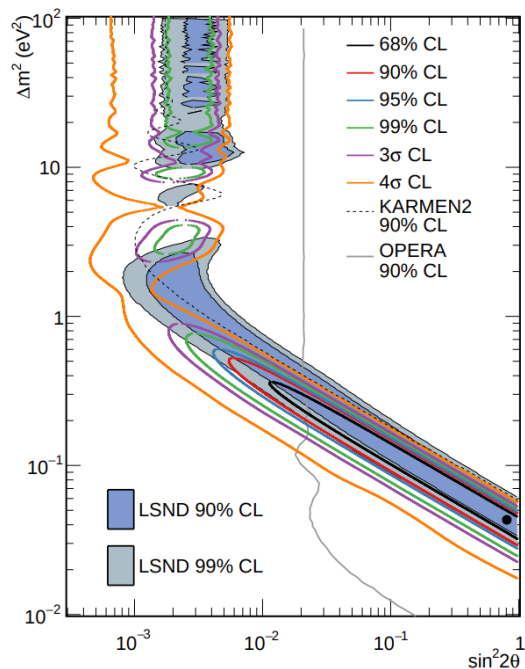 Δm² (eV²)
10²
10
1
10⁻¹
10⁻²
68% CL
90% CL
95% CL
99% CL
3σ CL
4σ CL
KARMEN2
90% CL
OPERA
90% CL
LSND 90% CL
LSND 99% CL
10⁻³
10⁻²
10⁻¹
1
sin²2θ